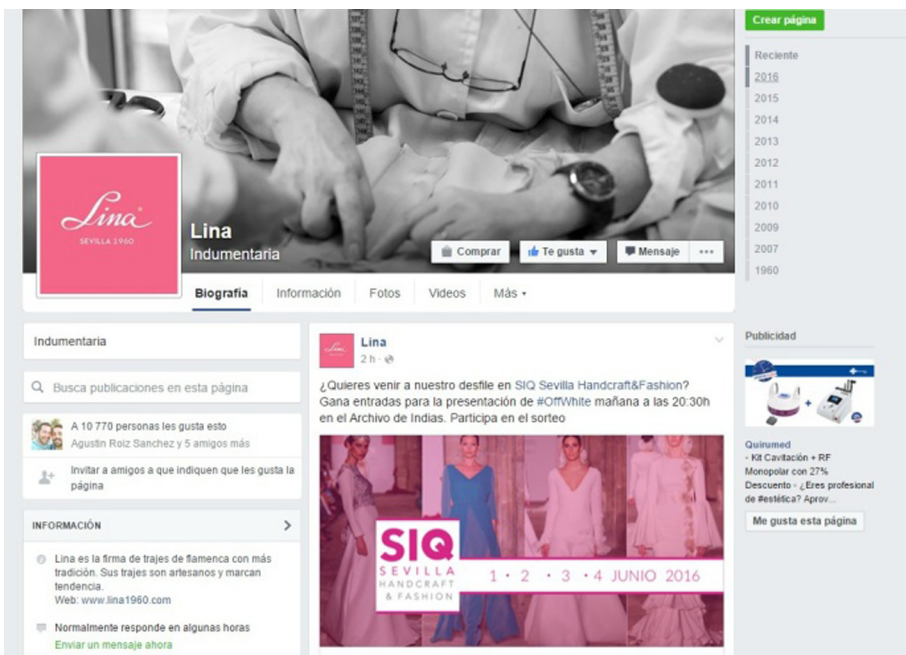 Crear página
Reciente
2016
2015
2014
2013
2012
2011
2010
2009
2007
1960
Lina
SEVILLA 1960
Lina
Indumentaria
Comprar
Te gusta
Mensaje
Biografía
Información
Fotos
Videos
Más
Indumentaria
Busca publicaciones en esta página
A 10 770 personas les gusta esto
Agustin Roiz Sanchez y 5 amigos más
Invitar a amigos a que indiquen que les gusta la
página
INFORMACIÓN
Lina es la firma de trajes de flamenca con más
tradición. Sus trajes son artesanos y marcan
tendencia.
Web: www.lina1960.com
Normalmente responde en algunas horas
Enviar un mensaje ahora
Lina
2 h ·
¿Quieres venir a nuestro desfile en SIQ Sevilla Handcraft&Fashion?
Gana entradas para la presentación de #OffWhite mañana a las 20:30h
en el Archivo de Indias. Participa en el sorteo
SIQ
SEVILLA
HANDCRAFT
& FASHION
1 · 2 · 3 · 4 JUNIO 2016
Publicidad
Quirumed
- Kit Cavitación + RF
Monopolar con 27%
Descuento - ¿Eres profesional
de #estética? Aprov...
Me gusta esta página